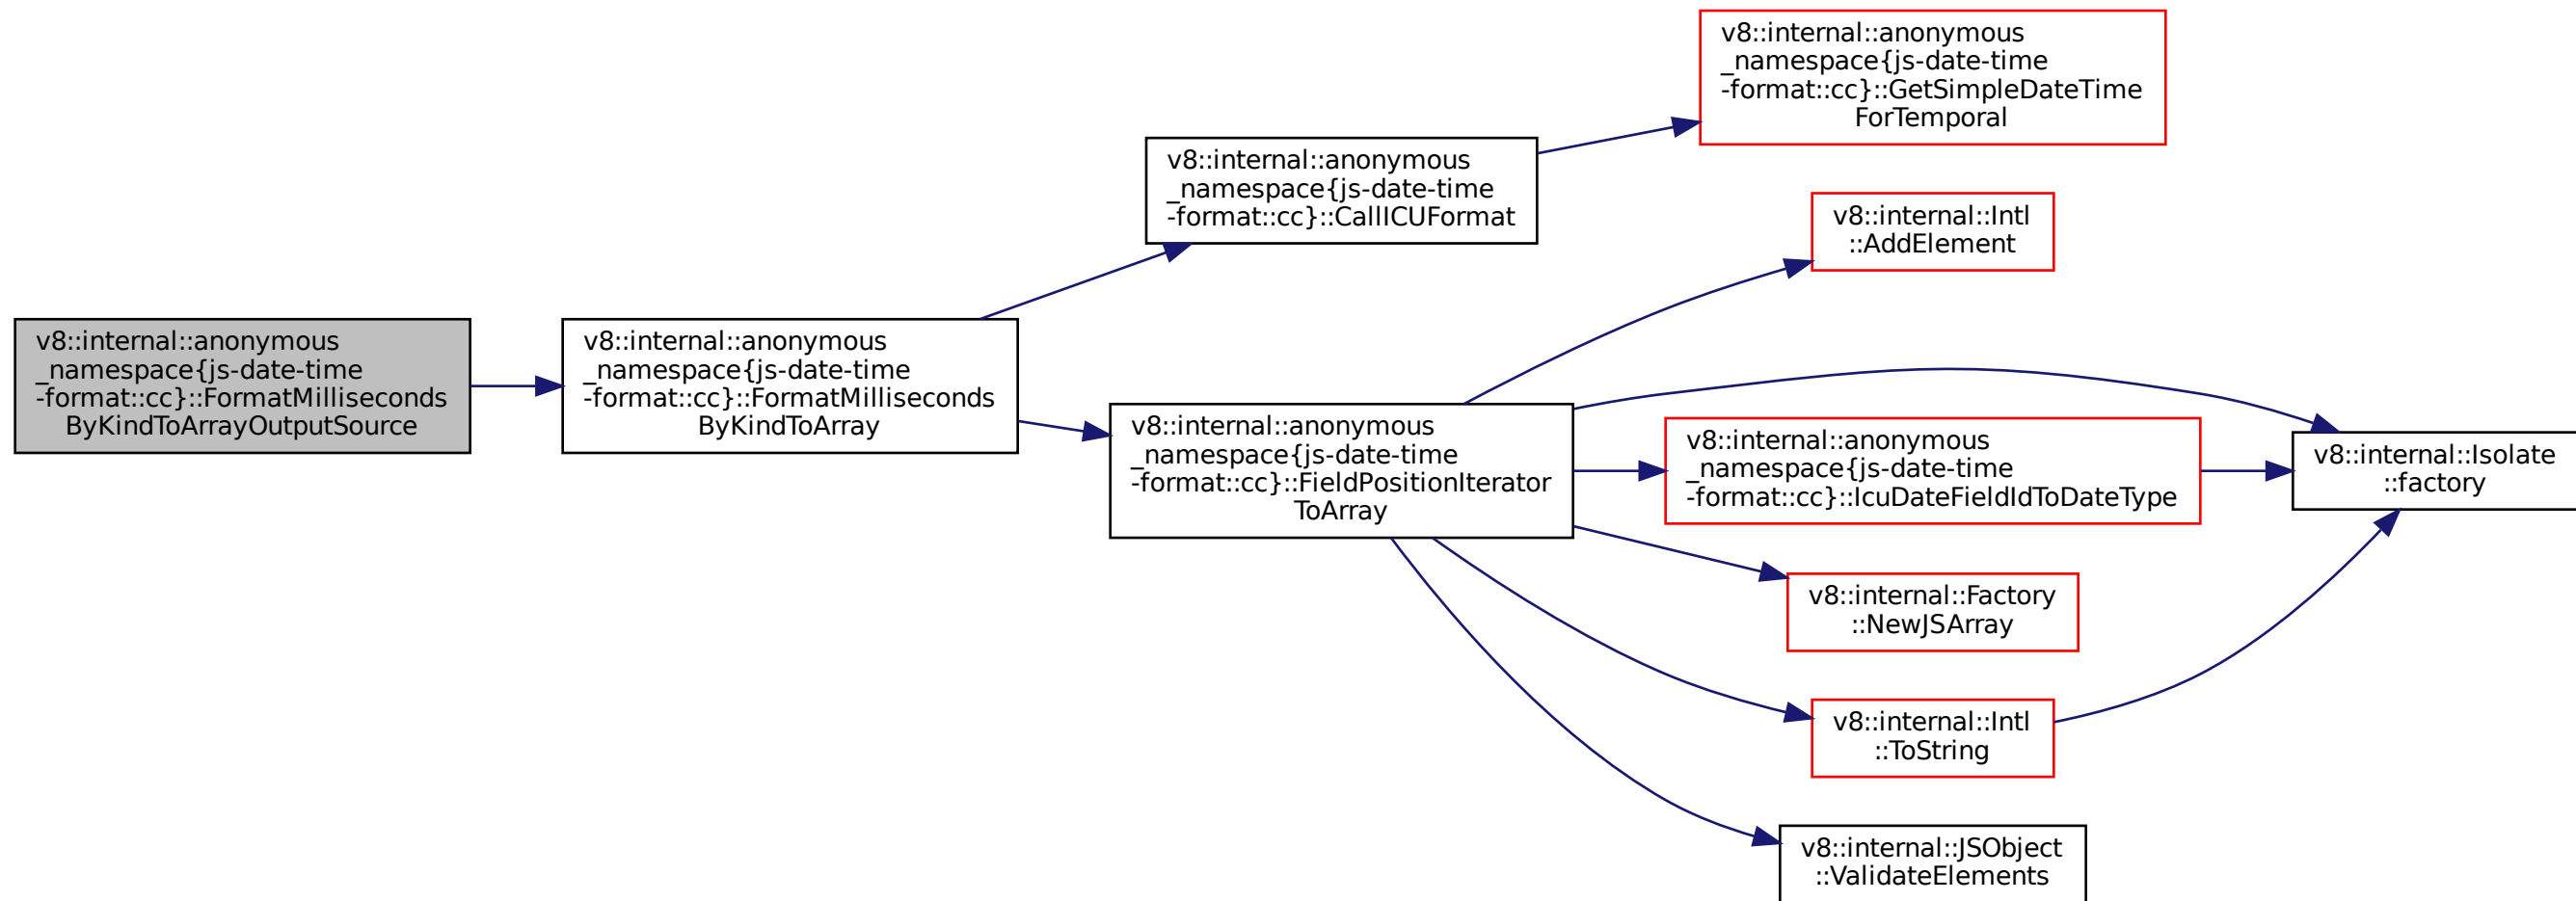 v8::internal::anonymous
_namespace{js-date-time
-format::cc}::FormatMilliseconds
ByKindToArrayOutputSource
v8::internal::anonymous
_namespace{js-date-time
-format::cc}::FormatMilliseconds
ByKindToArray
v8::internal::anonymous
_namespace{js-date-time
-format::cc}::CallICUFormat
v8::internal::anonymous
_namespace{js-date-time
-format::cc}::GetSimpleDateTime
ForTemporal
v8::internal::anonymous
_namespace{js-date-time
-format::cc}::FieldPositionIterator
ToArray
v8::internal::Intl
::AddElement
v8::internal::anonymous
_namespace{js-date-time
-format::cc}::IcuDateFieldIdToDateType
v8::internal::Isolate
::factory
v8::internal::Factory
::NewJSArray
v8::internal::Intl
::ToString
v8::internal::JSObject
::ValidateElements